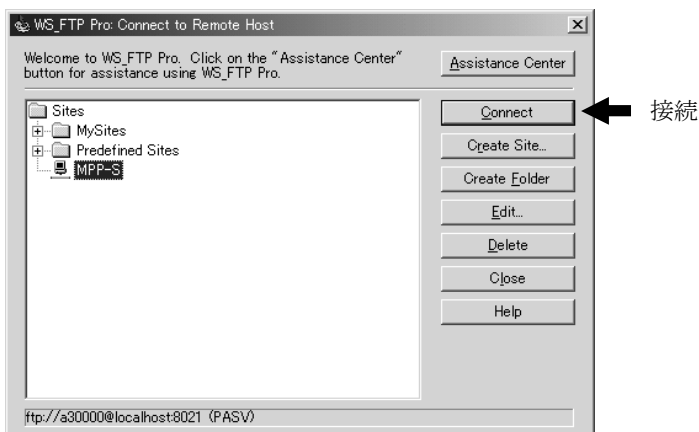 WS_FTP Pro: Connect to Remote Host
Welcome to WS_FTP Pro. Click on the "Assistance Center"
button for assistance using WS_FTP Pro.
Assistance Center
Sites
MySites
Predefined Sites
MPP-S
Connect
接続
Create Site...
Create Folder
Edit...
Delete
Close
Help
ftp://a30000@localhost:8021 (PASV)